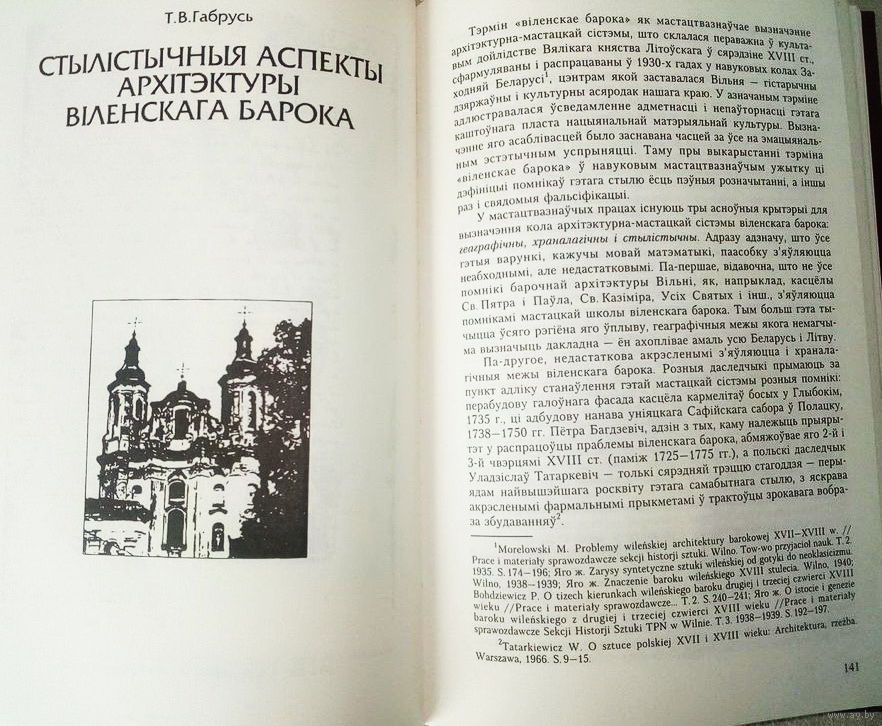 Т.В.Габрусь
СТЫЛІСТЫЧНЫЯ АСПЕКТЫ
АРХІТЭКТУРЫ
ВІЛЕНСКАГА БАРОКА
Тэрмін «віленскае барока» як мастацтвазнаўчае вызначэнне
архітэктурна-мастацкай сістэмы, што склалася пераважна ў культа-
вым дойлідстве Вялікага княства Літоўскага ў сярэдзіне XVIII ст.,
сфармуляваны і распрацаваны ў 1930-х гадах у навуковых колах За-
ходняй Беларусі¹, цэнтрам якой заставалася Вільня – гістарычны
дзяржаўны і культурны асяродак нашага краю. У азначаным тэрміне
адлюстравалася ўсведамленне адметнасці і непаўторнасці гэтага
каштоўнага пласта нацыянальнай матэрыяльнай культуры. Вызна-
чэнне яго асаблівасцей было заснавана часцей за ўсё на эмацыяналь-
ным эстэтычным успрыняцці. Таму пры выкарыстанні тэрміна
«віленскае барока» ў навуковым мастацтвазнаўчым ужытку ці
дэфініцыі помнікаў гэтага стылю ёсць пэўныя розначытанні, а іншы
раз і свядомыя фальсіфікацыі.
У мастацтвазнаўчых працах існуюць тры асноўныя крытэрыі для
вызначэння кола архітэктурна-мастацкай сістэмы віленскага барока:
геаграфічны, храналагічны і стылістычны. Адразу адзначу, што ўсе
гэтыя варункі, кажучы мовай матэматыкі, паасобку з'яўляюцца
неабходнымі, але недастатковымі. Па-першае, відавочна, што не ўсе
помнікі барочнай архітэктуры Вільні, як, напрыклад, касцёлы
Св. Пятра і Паўла, Св. Казіміра, Усіх Святых і інш., з'яўляюцца
помнікамі мастацкай школы віленскага барока. Тым больш гэта ты-
чыцца ўсяго рэгіёна яго ўплыву, геаграфічныя межы якога немагчы-
ма вызначыць дакладна – ён ахоплівае амаль усю Беларусь і Літву.
Па-другое, недастаткова акрэсленымі з'яўляюцца і хранала-
гічныя межы віленскага барока. Розныя даследчыкі прымаюць за
пункт адліку станаўлення гэтай мастацкай сістэмы розныя помнікі:
перабудову галоўнага фасада касцёла кармелітаў босых у Глыбокім,
1735 г., ці адбудову нанава уніяцкага Сафійскага сабора ў Полацку,
1738–1750 гг. Пётра Багдзевіч, адзін з тых, каму належыць прыяры-
тэт у распрацоўцы праблемы віленскага барока, абмяжоўвае яго 2-й і
3-й чвэрцямі XVIII ст. (паміж 1725–1775 гг.), а польскі даследчык
Уладзіслаў Татаркевіч – толькі сярэдняй трэццю стагоддзя – перы-
ядам найвышэйшага росквіту гэтага самабытнага стылю, з яскрава
акрэсленымі фармальнымі прыкметамі ў трактоўцы зрокавага вобра-
за збудаванняў².
¹Morelowski M. Problemy wileńskiej architektury barokowej XVII–XVIII w. //
Prace i materiały sprawozdawcze sekcji historji sztuki. Wilno. Tow-wo przyjacioł nauk. T. 2.
1935. S. 174–196; Яго ж. Zarysy syntetyczne sztuki wileńskiej od gotyki do neoklasicizmu.
Wilno, 1938–1939; Яго ж. Znaczenie baroku wileńskiego XVIII stulecia. Wilno, 1940;
Bohdziewicz P. O tizech kierunkach wileńskiego baroku drugiej i trzeciej czwierci XVIII
wieku //Prace i materiały sprawozdawcze... T. 2. S. 240–241; Яго ж. O istocie i genezie
baroku wileńskiego z drugiej i trzeciej czwierci XVIII wieku //Prace i materiały
sprawozdawcze Sekcji Historji Sztuki TPN w Wilnie. T. 3. 1938–1939. S. 192–197.
²Tatarkiewicz W. O sztuce polskiej XVII i XVIII wieku: Architektura, rzeźba.
Warszawa, 1966. S. 9–15.
141
www.ay.by